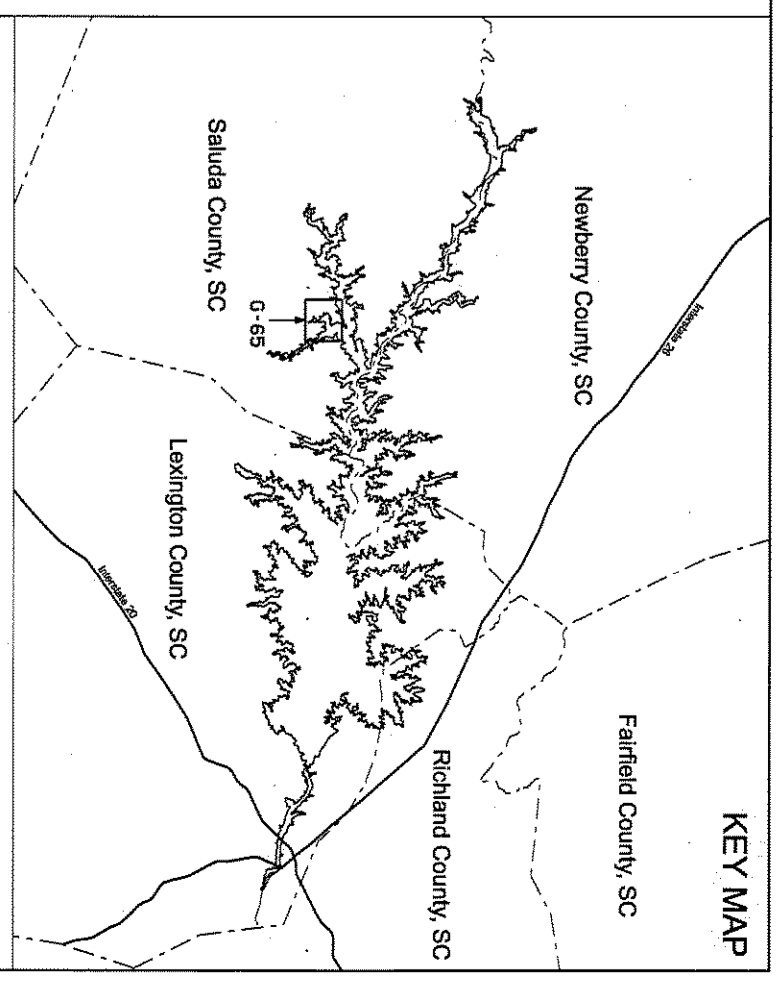 KEY MAP
Newberry County, SC
Interstate 26
Fairfield County, SC
Saluda County, SC
G-65
Richland County, SC
Lexington County, SC
Interstate 20